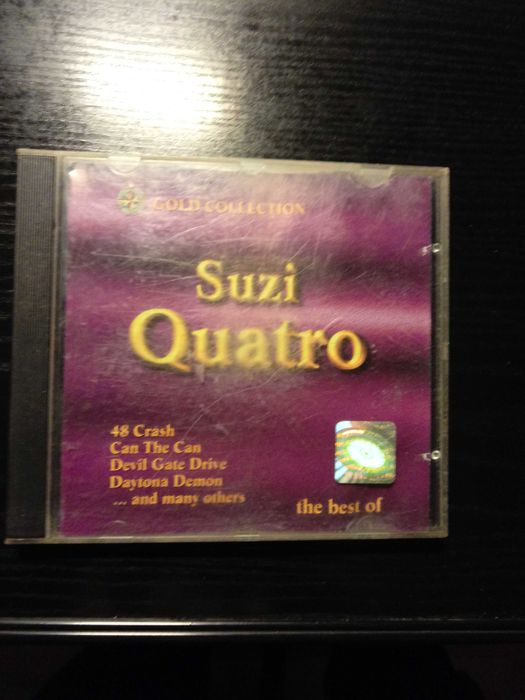 GOLD COLLECTION
Suzi
Quatro
48 Crash
Can The Can
Devil Gate Drive
Daytona Demon
... and many others
the best of